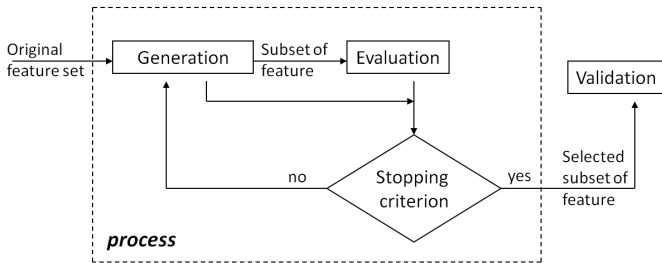 Original
feature set
Generation
Subset of
feature
Evaluation
Validation
no
Stopping
criterion
yes
Selected
subset of
feature
process